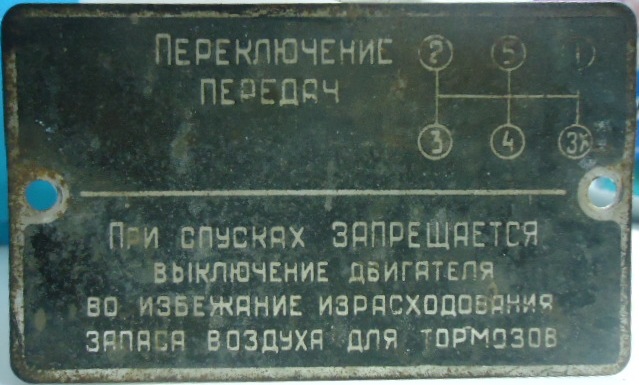 ПЕРЕКЛЮЧЕНИЕ
ПЕРЕДАЧ
2 5 1
3 4 ЗХ
ПРИ СПУСКАХ ЗАПРЕЩАЕТСЯ
ВЫКЛЮЧЕНИЕ ДВИГАТЕЛЯ
ВО ИЗБЕЖАНИЕ ИЗРАСХОДОВАНИЯ
ЗАПАСА ВОЗДУХА ДЛЯ ТОРМОЗОВ